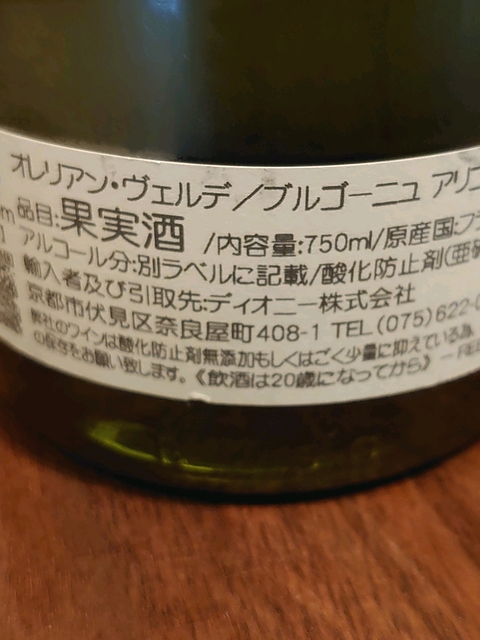 オレリアン・ヴェルデ/ブルゴーニュ アリゴ
品目:果実酒 /内容量:750ml/原産国:フラ
アルコール分:別ラベルに記載/酸化防止剤(亜硫
輸入者及び引取先:ディオニー株式会社
京都市伏見区奈良屋町408-1 TEL(075)622-0
弊社のワインは酸化防止剤無添加もしくはごく少量に抑えている為
の保存をお願い致します。《飲酒は20歳になってから》